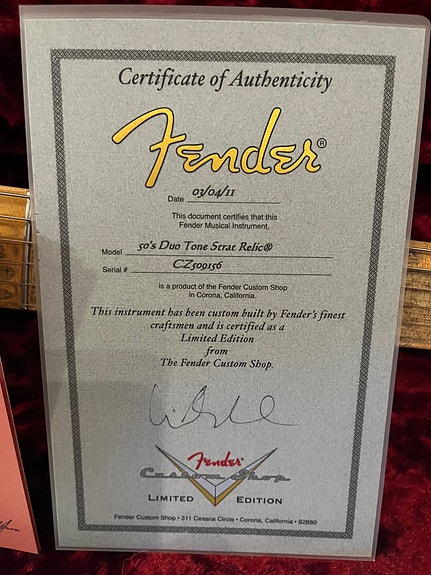 Certificate of Authenticity
Fender®
Date 03/04/11
This document certifies that this
Fender Musical Instrument,
Model 50's Duo Tone Strat Relic®
Serial # CZ509156
is a product of the Fender Custom Shop
in Corona, California.
This instrument has been custom built by Fender's finest
craftsmen and is certified as a
Limited Edition
from
The Fender Custom Shop.
Fender®
Custom Shop
LIMITED EDITION
Fender Custom Shop • 311 Cessna Circle • Corona, California • 92880